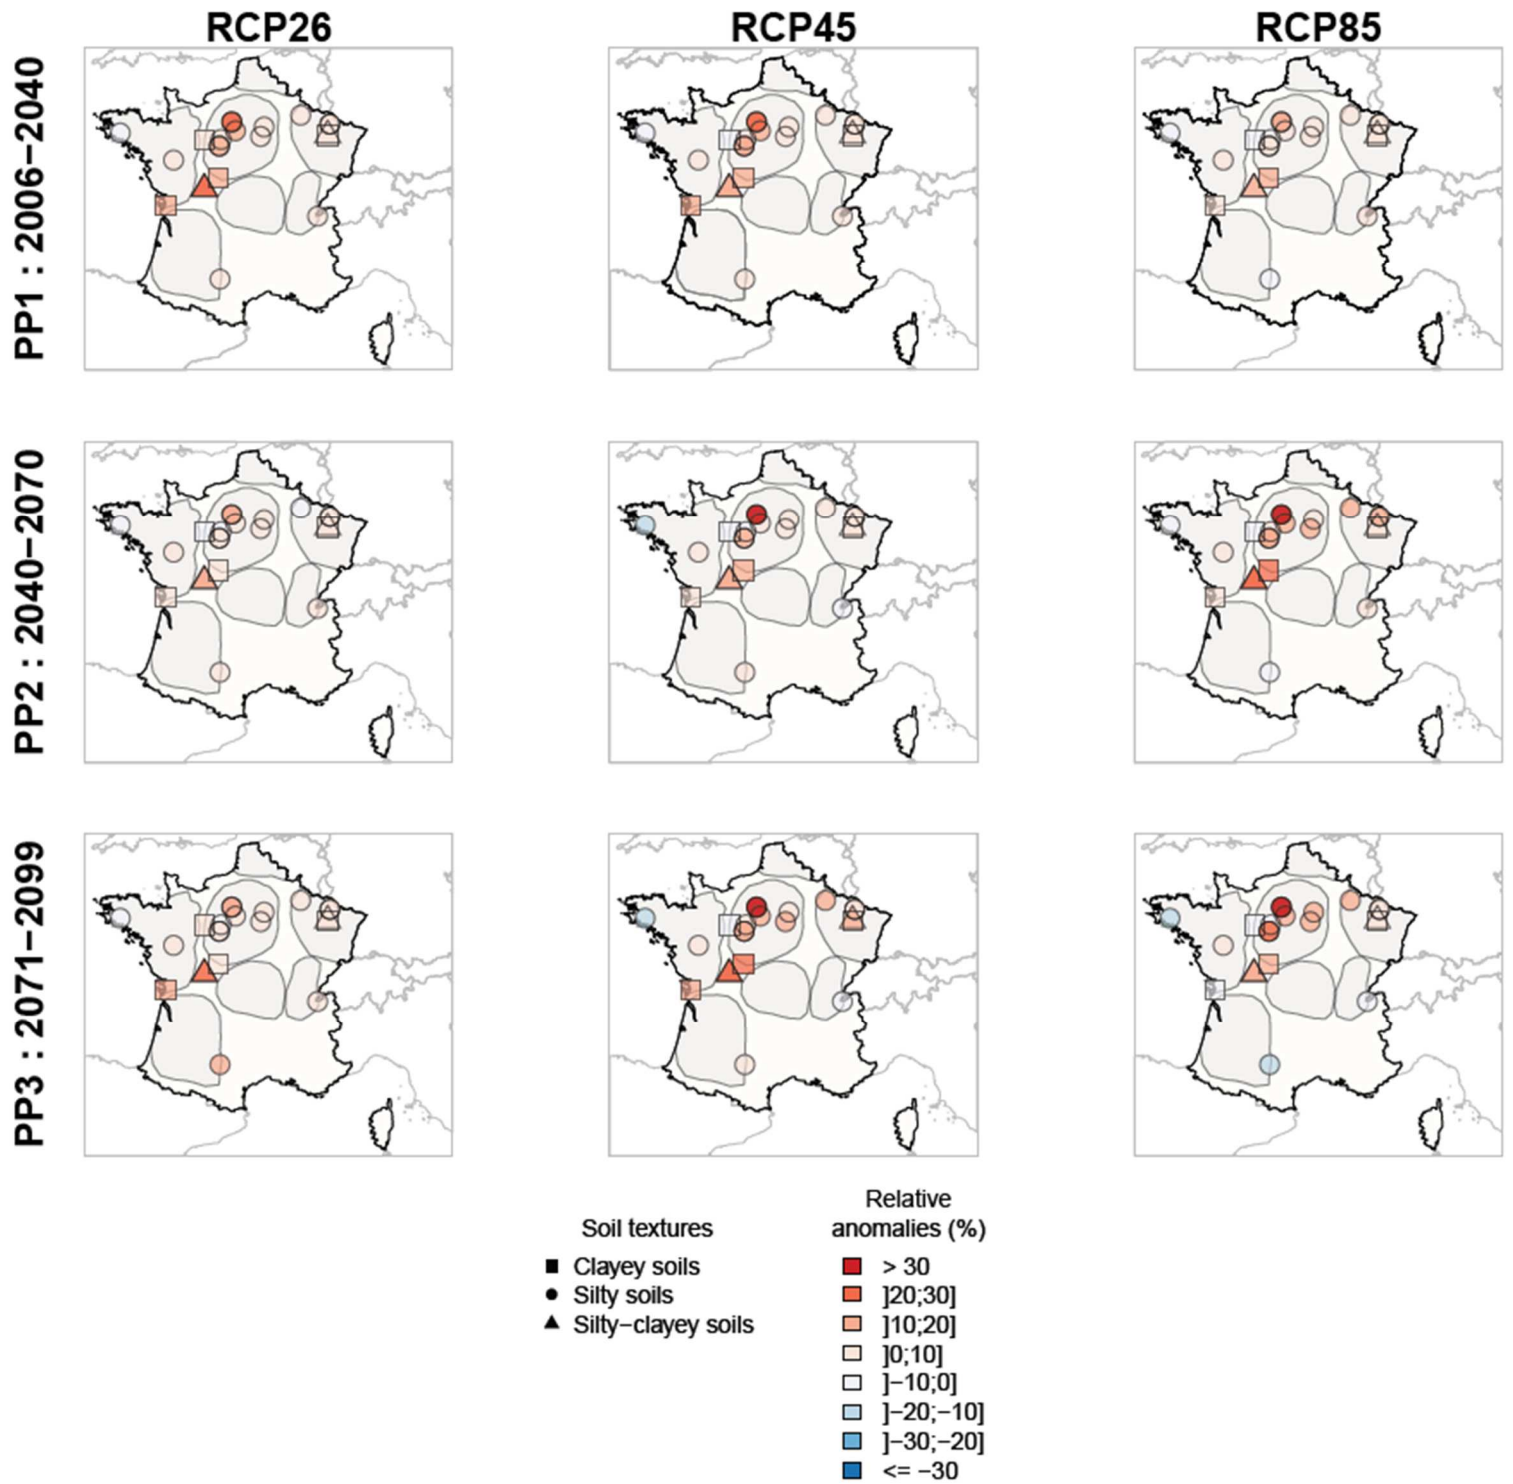 RCP26 RCP45 RCP85
PP1 : 2006−2040
PP2 : 2040−2070
PP3 : 2071−2099
Soil textures
Clayey soils
Silty soils
Silty−clayey soils
Relative
anomalies (%)
> 30
]20;30]
]10;20]
]0;10]
]−10;0]
]−20;−10]
]−30;−20]
<= −30